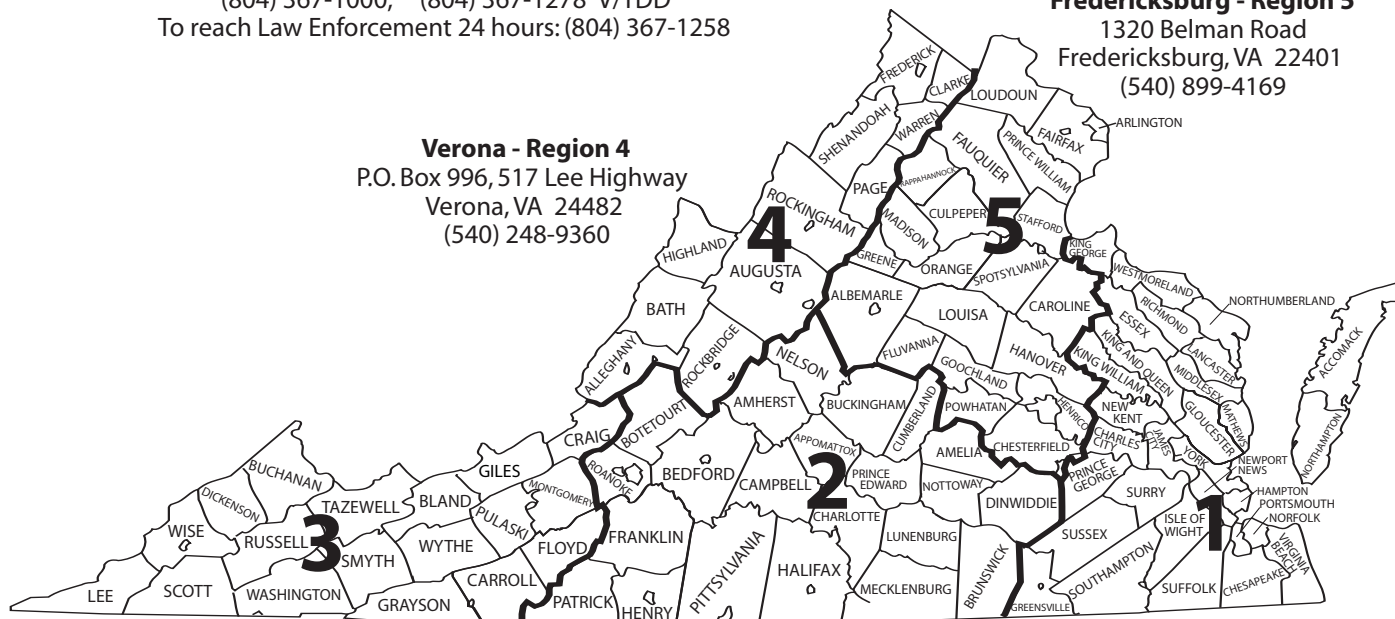 (804) 367-1000, (804) 367-1278 V/TDD
To reach Law Enforcement 24 hours: (804) 367-1258
Fredericksburg - Region 5
1320 Belman Road
Fredericksburg, VA 22401
(540) 899-4169
Verona - Region 4
P.O. Box 996, 517 Lee Highway
Verona, VA 24482
(540) 248-9360
FREDERICK
CLARKE
LOUDOUN
SHENANDOAH
WARREN
FAUQUIER
PRINCE WILLIAM
FAIRFAX
ARLINGTON
PAGE
RAPPAHANNOCK
ROCKINGHAM
4
MADISON
CULPEPER
5
STAFFORD
KING
GEORGE
HIGHLAND
AUGUSTA
GREENE
ORANGE
SPOTSYLVANIA
WESTMORELAND
BATH
ALBEMARLE
LOUISA
CAROLINE
ESSEX
RICHMOND
NORTHUMBERLAND
ALLEGHANY
ROCKBRIDGE
NELSON
FLUVANNA
GOOCHLAND
HANOVER
KING AND QUEEN
KING WILLIAM
LANCASTER
MIDDLESEX
ACCOMACK
AMHERST
BUCKINGHAM
CUMBERLAND
POWHATAN
HENRICO
NEW
KENT
GLOUCESTER
MATHEWS
NORTHAMPTON
CRAIG
BOTETOURT
APPOMATTOX
AMELIA
CHESTERFIELD
CHARLES
CITY
JAMES
CITY
YORK
NEWPORT
NEWS
BUCHANAN
GILES
ROANOKE
BEDFORD
CAMPBELL
2
PRINCE
EDWARD
NOTTOWAY
DINWIDDIE
PRINCE
GEORGE
SURRY
HAMPTON
PORTSMOUTH
NORFOLK
DICKENSON
TAZEWELL
BLAND
MONTGOMERY
CHARLOTTE
ISLE OF
WIGHT
1
VIRGINIA
BEACH
WISE
RUSSELL
3
SMYTH
WYTHE
PULASKI
FLOYD
FRANKLIN
PITTSYLVANIA
HALIFAX
LUNENBURG
BRUNSWICK
SUSSEX
SOUTHAMPTON
SUFFOLK
CHESAPEAKE
LEE
SCOTT
WASHINGTON
GRAYSON
CARROLL
PATRICK
HENRY
MECKLENBURG
GREENSVILLE